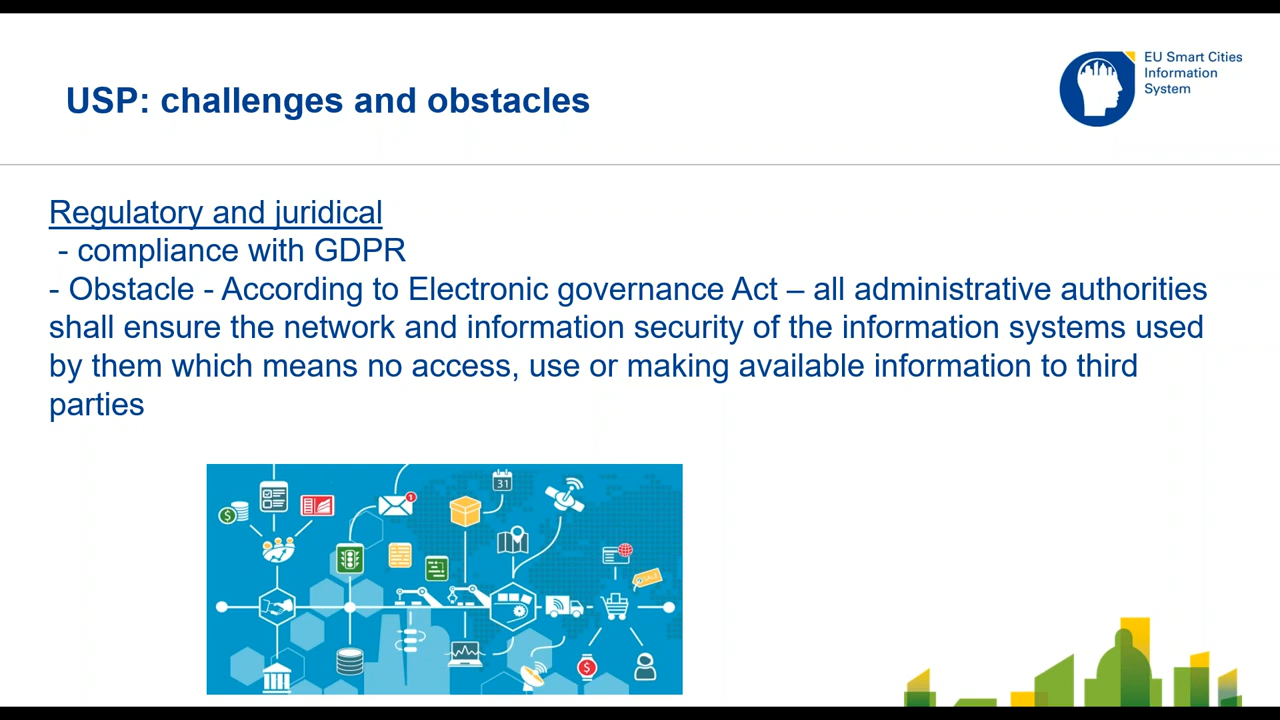 EU Smart Cities
Information
System
USP: challenges and obstacles
Regulatory and juridical
- compliance with GDPR
- Obstacle - According to Electronic governance Act – all administrative authorities
shall ensure the network and information security of the information systems used
by them which means no access, use or making available information to third
parties
31
1
$
SALE
$